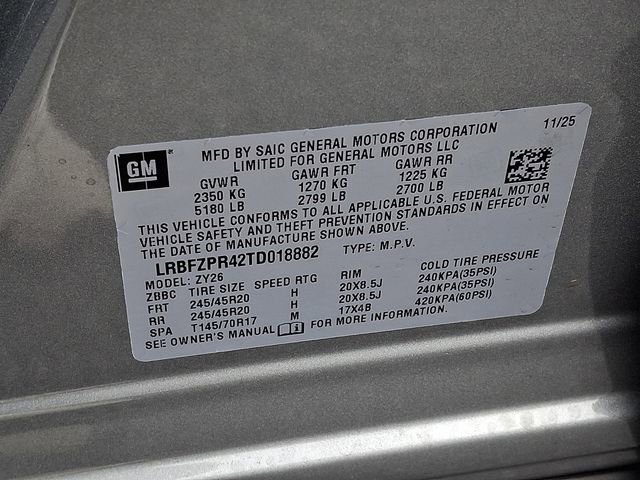 GM
MFD BY SAIC GENERAL MOTORS CORPORATION 11/25
LIMITED FOR GENERAL MOTORS LLC
GVWR GAWR FRT GAWR RR
2350 KG 1270 KG 1225 KG
5180 LB 2799 LB 2700 LB
THIS VEHICLE CONFORMS TO ALL APPLICABLE U.S. FEDERAL MOTOR
VEHICLE SAFETY AND THEFT PREVENTION STANDARDS IN EFFECT ON
THE DATE OF MANUFACTURE SHOWN ABOVE.
LRBFZPR42TD018882 TYPE: M.P.V.
MODEL: ZY26
ZBBC TIRE SIZE SPEED RTG RIM COLD TIRE PRESSURE
FRT 245/45R20 H 20X8.5J 240KPA(35PSI)
RR 245/45R20 H 20X8.5J 240KPA(35PSI)
SPA T145/70R17 M 17X4B 420KPA(60PSI)
SEE OWNER'S MANUAL FOR MORE INFORMATION.